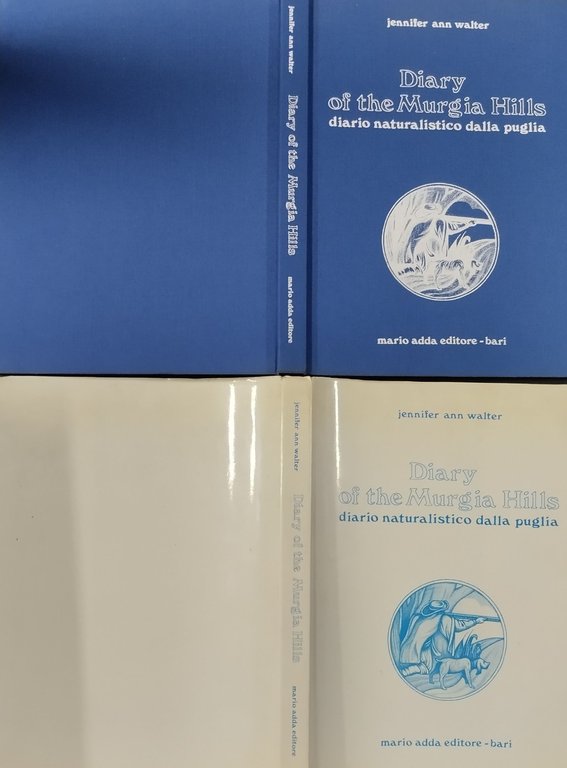 jennifer ann walter
Diary of the Murgia Hills
mario adda editore
jennifer ann walter
Diary
of the Murgia Hills
diario naturalistico dalla puglia
mario adda editore - bari
jennifer ann walter
Diary of the Murgia Hills
mario adda editore
jennifer ann walter
Diary
of the Murgia Hills
diario naturalistico dalla puglia
mario adda editore - bari